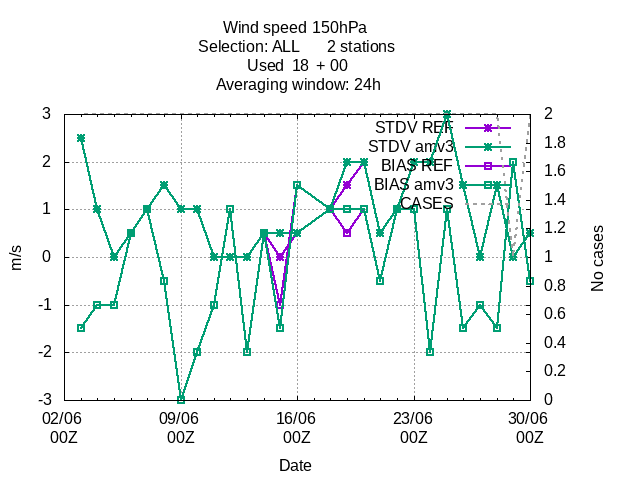 Wind speed 150hPa
Selection: ALL 2 stations
Used 18 + 00
Averaging window: 24h
3 2
STDV REF
1.8
STDV amv3
2 1.6
BIAS REF
BIAS amv3
1.4
CASES
1 1.2
m/s
No cases
0 1
0.8
-1 0.6
0.4
-2
0.2
-3 0
02/06 09/06 16/06 23/06 30/06
00Z 00Z 00Z 00Z 00Z
Date